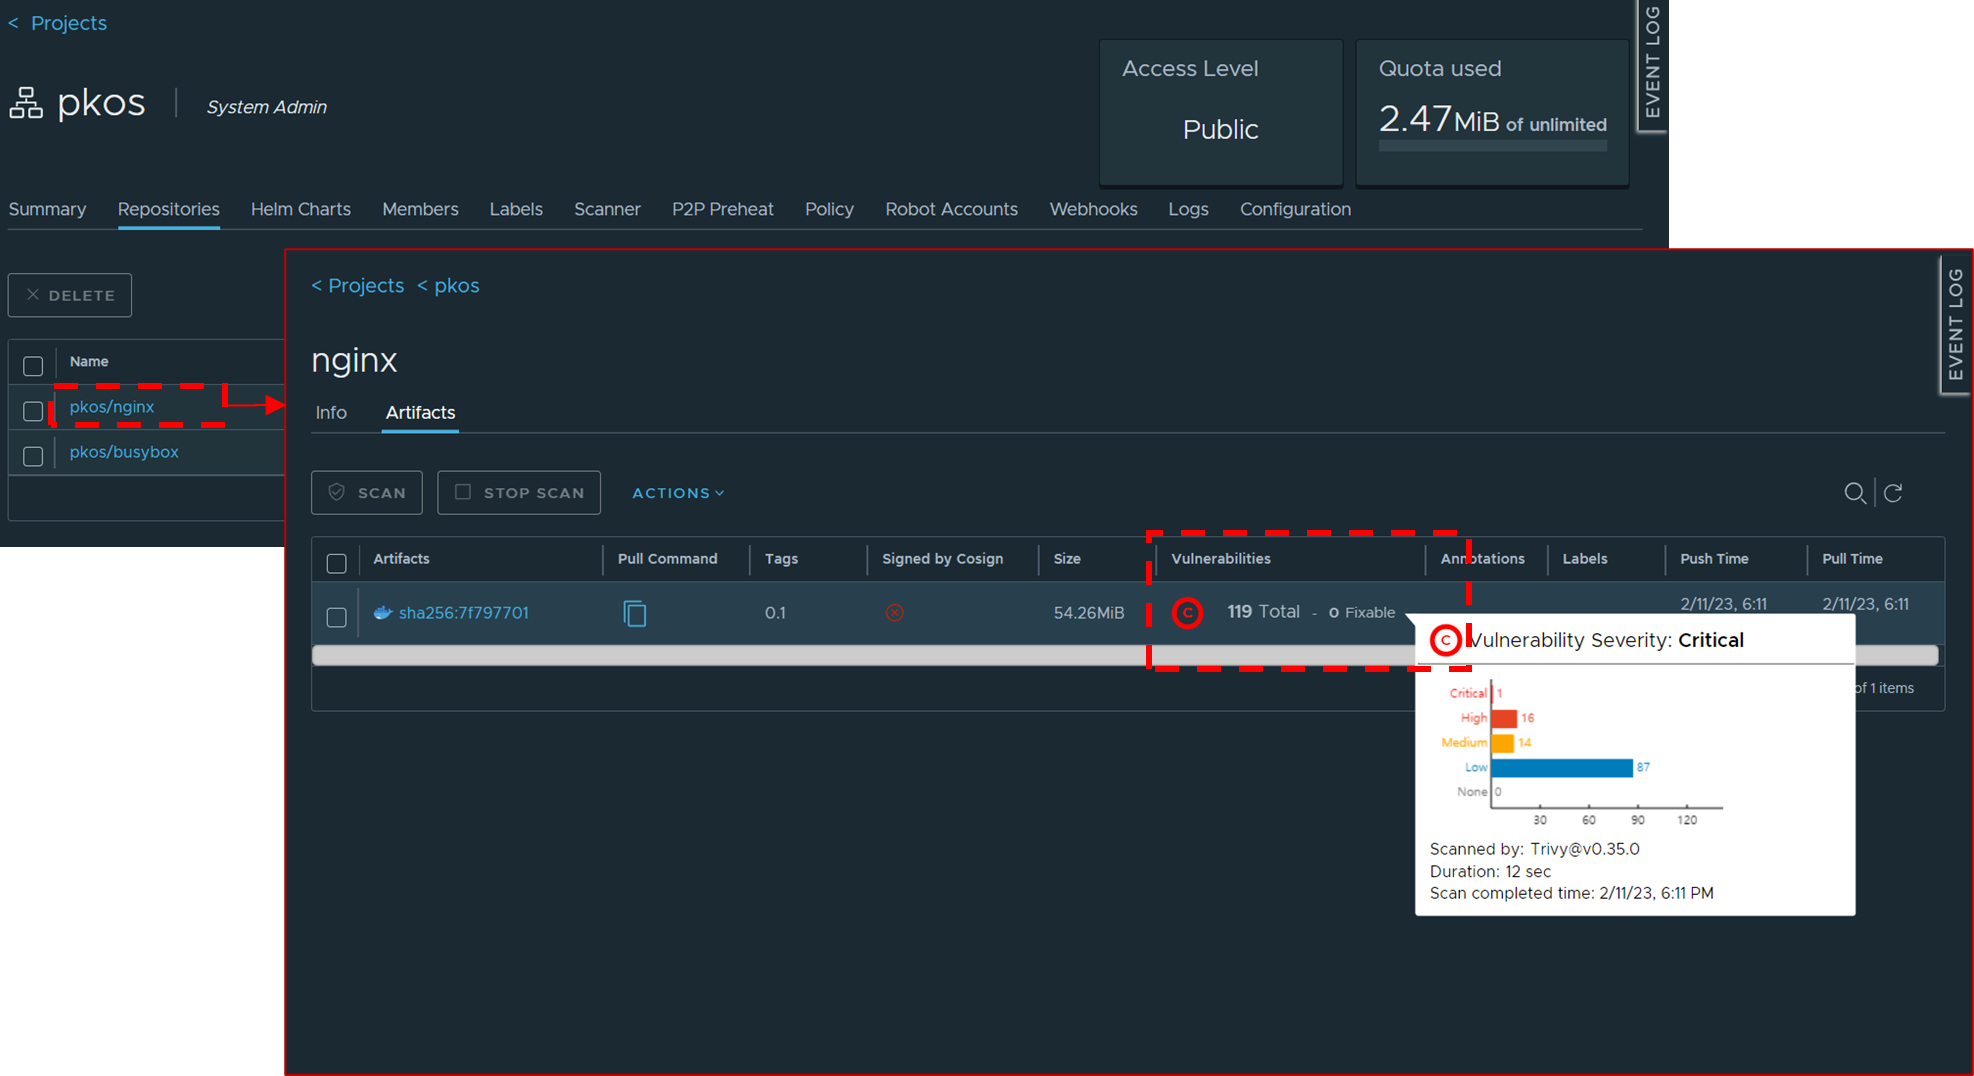 < Projects
pkos
System Admin
Access Level
Public
Quota used
2.47MiB of unlimited
EVENT LOG
Summary Repositories Helm Charts Members Labels Scanner P2P Preheat Policy Robot Accounts Webhooks Logs Configuration
DELETE
Name
pkos/nginx
pkos/busybox
< Projects < pkos
EVENT LOG
nginx
Info Artifacts
SCAN STOP SCAN ACTIONS
Artifacts Pull Command Tags Signed by Cosign Size Vulnerabilities Annotations Labels Push Time Pull Time
sha256:7f797701 0.1 54.26MiB C 119 Total - 0 Fixable 2/11/23, 6:11 2/11/23, 6:11
of 1 items
C Vulnerability Severity: Critical
Critical 1
High 16
Medium 14
Low 87
None 0
30 60 90 120
Scanned by: Trivy@v0.35.0
Duration: 12 sec
Scan completed time: 2/11/23, 6:11 PM